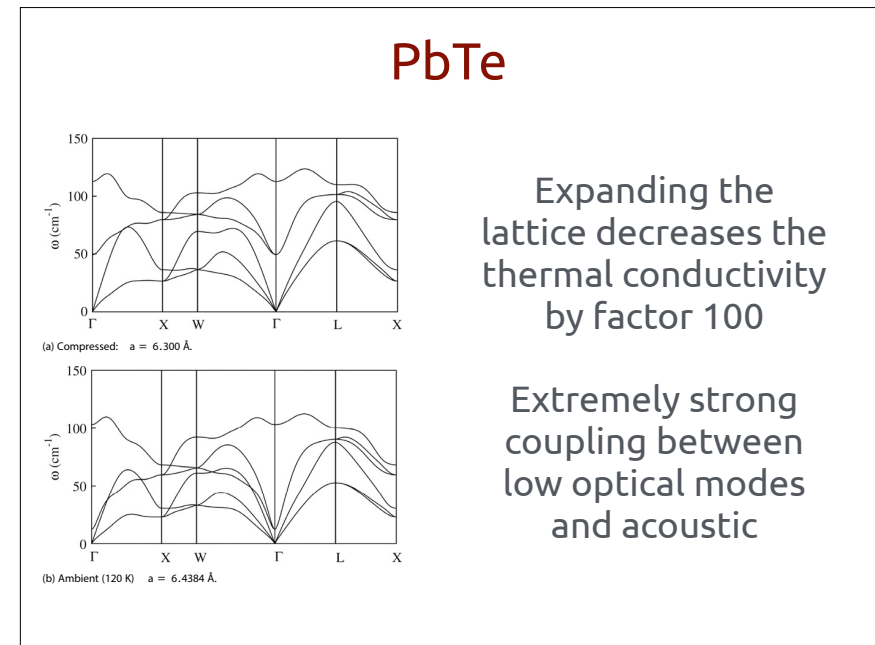 PbTe
150
100
50
0
ω (cm-1)
Γ X W Γ L X
(a) Compressed: a = 6.300 Å.
150
100
50
0
ω (cm-1)
Γ X W Γ L X
(b) Ambient (120 K) a = 6.4384 Å.
Expanding the
lattice decreases the
thermal conductivity
by factor 100
Extremely strong
coupling between
low optical modes
and acoustic